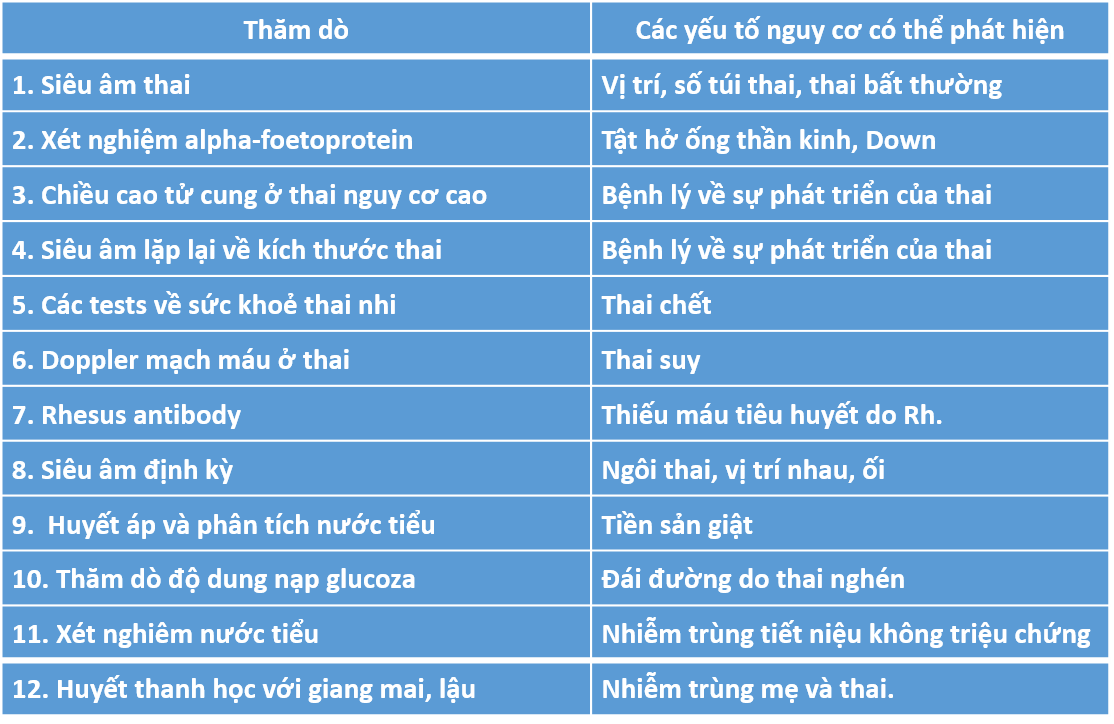 Thăm dò
Các yếu tố nguy cơ có thể phát hiện
1. Siêu âm thai
Vị trí, số túi thai, thai bất thường
2. Xét nghiệm alpha-foetoprotein
Tật hở ống thần kinh, Down
3. Chiều cao tử cung ở thai nguy cơ cao
Bệnh lý về sự phát triển của thai
4. Siêu âm lặp lại về kích thước thai
Bệnh lý về sự phát triển của thai
5. Các tests về sức khoẻ thai nhi
Thai chết
6. Doppler mạch máu ở thai
Thai suy
7. Rhesus antibody
Thiếu máu tiêu huyết do Rh.
8. Siêu âm định kỳ
Ngôi thai, vị trí nhau, ối
9. Huyết áp và phân tích nước tiểu
Tiền sản giật
10. Thăm dò độ dung nạp glucoza
Đái đường do thai nghén
11. Xét nghiêm nước tiểu
Nhiễm trùng tiết niệu không triệu chứng
12. Huyết thanh học với giang mai, lậu
Nhiễm trùng mẹ và thai.